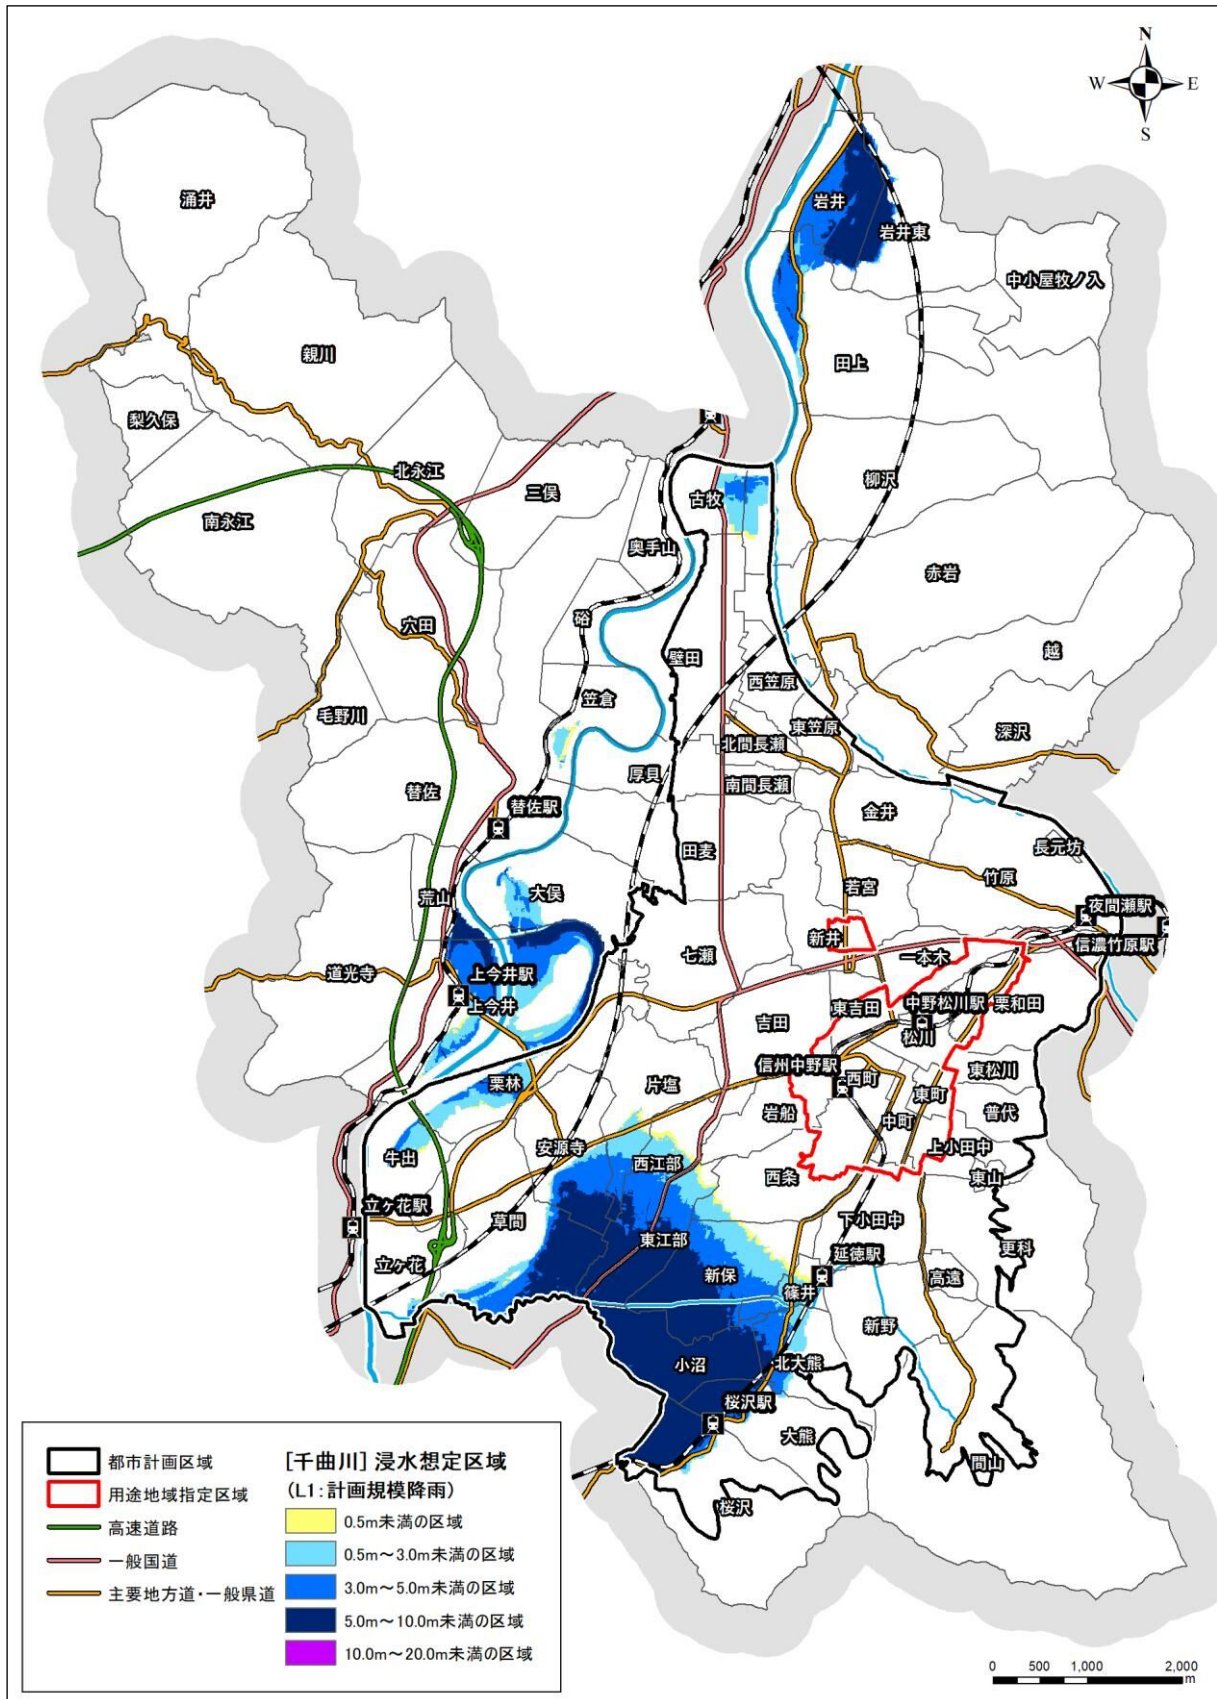 N
W
E
S
涌井
岩井
岩井東
中小屋牧ノ入
親川
田上
梨久保
北永江
三俣
柳沢
古牧
南永江
奥手山
赤岩
硲
穴田
越
壁田
西笠原
笠倉
毛野川
東笠原
深沢
北間長瀬
厚貝
南間長瀬
替佐
金井
替佐駅
長元坊
田麦
竹原
若宮
大俣
荒山
夜間瀬駅
新井
信濃竹原駅
七瀬
一本木
道光寺
上今井駅
上今井
東吉田
中野松川駅
栗和田
吉田
松川
信州中野駅
東松川
栗林
片塩
西町
東町
岩船
普代
中町
安源寺
上小田中
牛出
西江部
西条
東山
立ヶ花駅
草間
下小田中
東江部
更科
延徳駅
立ヶ花
新保
高遠
篠井
新野
小沼
北大熊
桜沢駅
大熊
間山
桜沢
都市計画区域
用途地域指定区域
高速道路
一般国道
主要地方道・一般県道
[千曲川] 浸水想定区域
(L1:計画規模降雨)
0.5m未満の区域
0.5m～3.0m未満の区域
3.0m～5.0m未満の区域
5.0m～10.0m未満の区域
10.0m～20.0m未満の区域
0 500 1,000 2,000
m